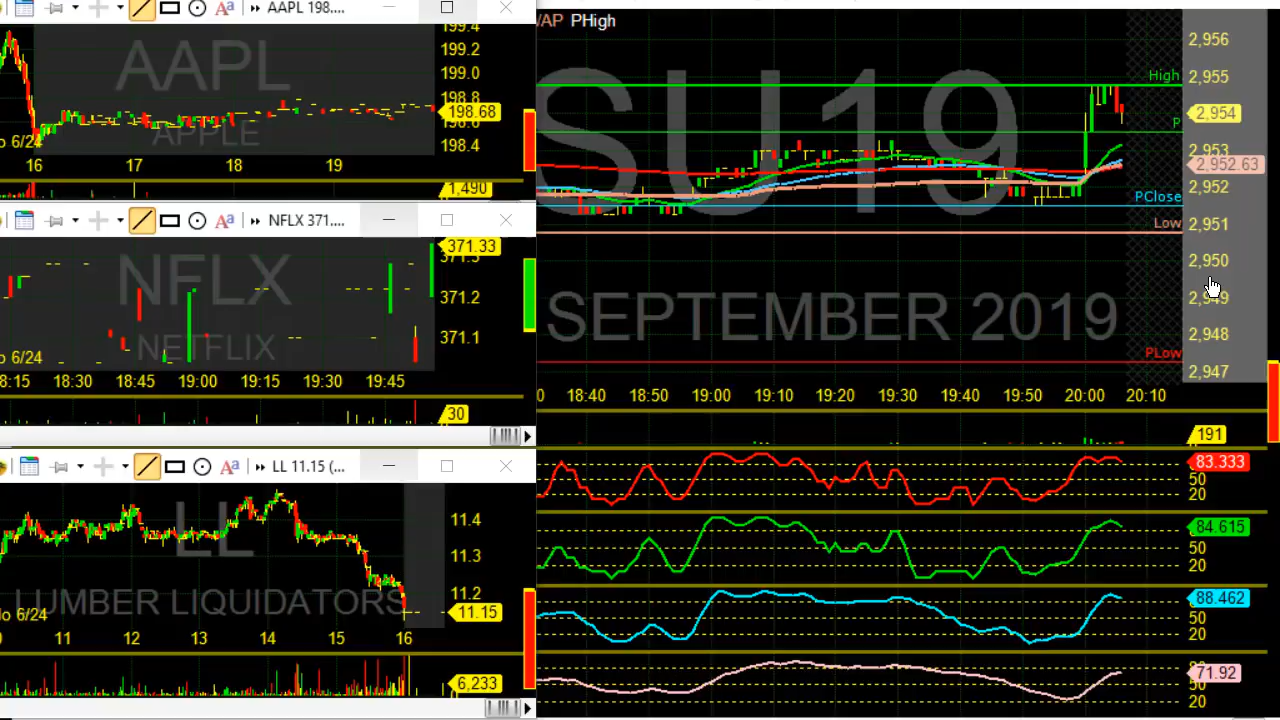 AAPL 198....
199.4
199.2
199.0
198.8
198.68
198.4
AAPL
APPLE
6/24
16 17 18 19
1,490
NFLX 371....
371.33
371.2
371.1
NFLX
NETFLIX
6/24
18:30 18:45 19:00 19:15 19:30 19:45
30
LL 11.15 (...
11.4
11.3
11.2
11.15
LL
LUMBER LIQUIDATORS
6/24
11 12 13 14 15 16
6,233
/AP PHigh
SU19
SEPTEMBER 2019
High
P
PClose
Low
PLow
2,956
2,955
2,954
2,953
2,952.63
2,952
2,951
2,950
2,949
2,948
2,947
18:40 18:50 19:00 19:10 19:20 19:30 19:40 19:50 20:00 20:10
191
83.333
50
20
84.615
50
20
88.462
50
20
71.92
50
20